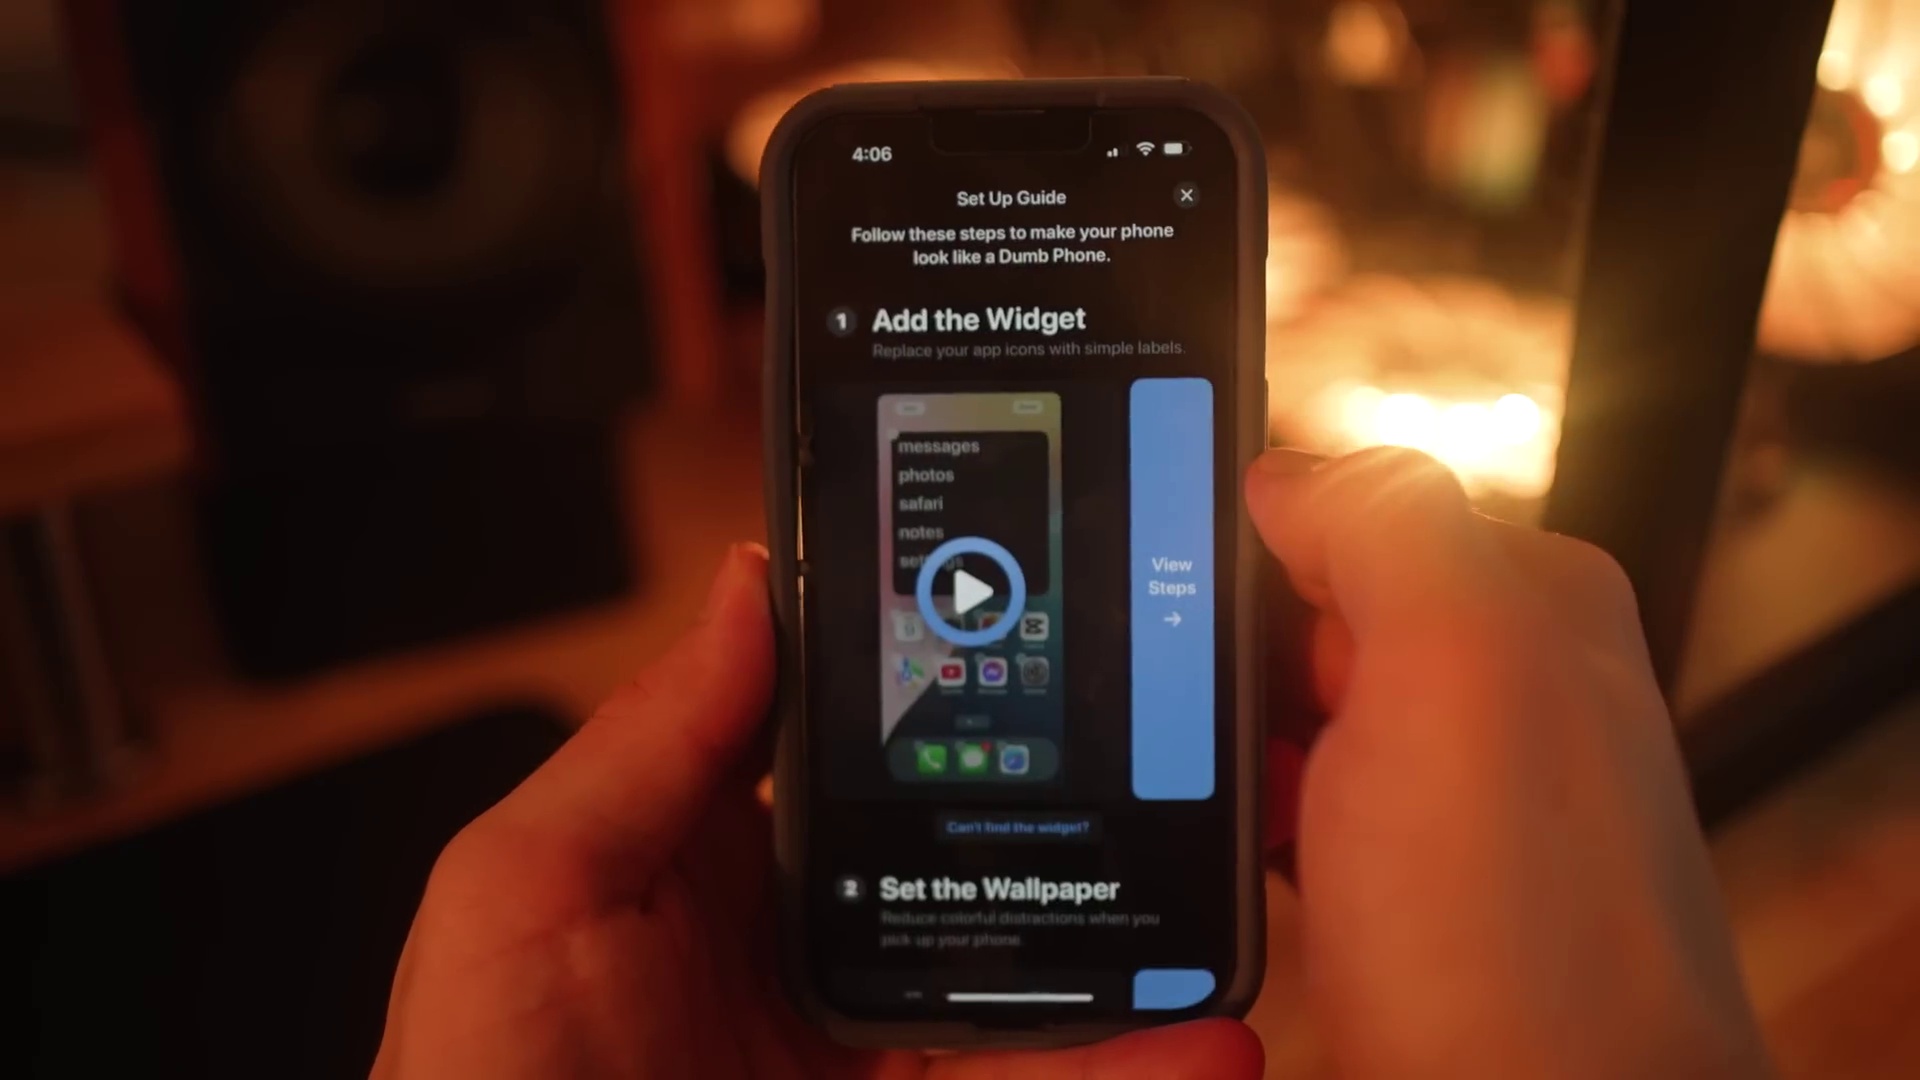 4:06
Set Up Guide
Follow these steps to make your phone
look like a Dumb Phone.
1 Add the Widget
Replace your app icons with simple labels.
messages
photos
safari
notes
View
Steps
Can't find the widget?
2 Set the Wallpaper
Reduce colorful distractions when you
pick up your phone.